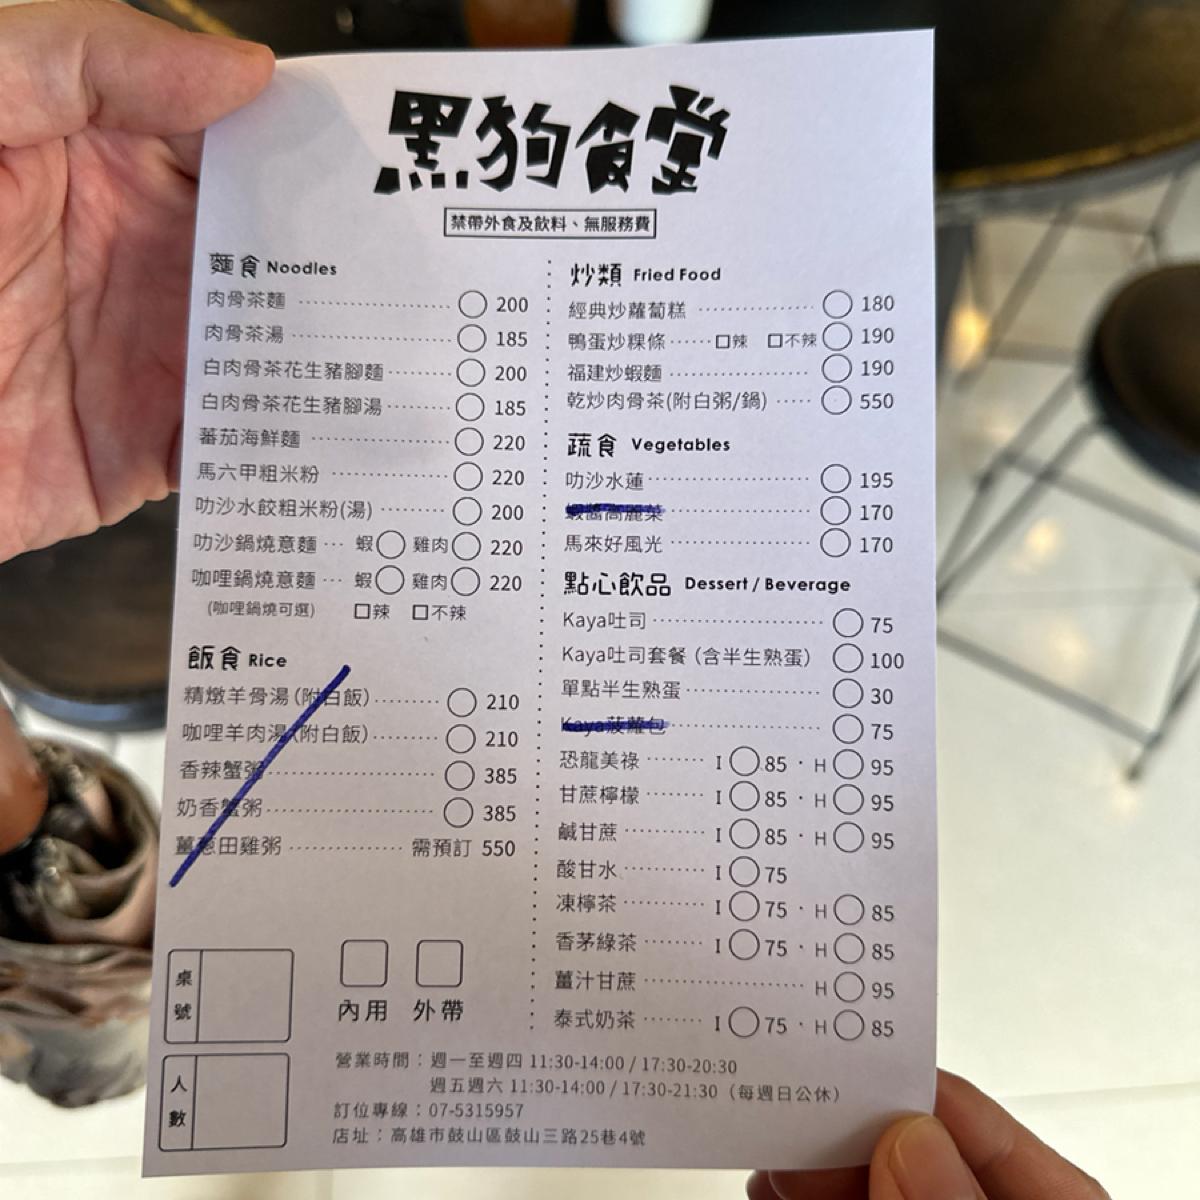 黑狗食堂
禁帶外食及飲料、無服務費
麵食 Noodles
肉骨茶麵 200
肉骨茶湯 185
白肉骨茶花生豬腳麵 200
白肉骨茶花生豬腳湯 185
蕃茄海鮮麵 220
馬六甲粗米粉 220
叻沙水餃粗米粉(湯) 200
叻沙鍋燒意麵 蝦 雞肉 220
咖哩鍋燒意麵 蝦 雞肉 220
(咖哩鍋燒可選) 辣 不辣
飯食 Rice
精燉羊骨湯(附白飯) 210
咖哩羊肉湯(附白飯) 210
香辣蟹粥 385
奶香蟹粥 385
薑蔥田雞粥 需預訂 550
桌號
人數
內用 外帶
炒類 Fried Food
經典炒蘿蔔糕 180
鴨蛋炒粿條 辣 不辣 190
福建炒蝦麵 190
乾炒肉骨茶(附白粥/鍋) 550
蔬食 Vegetables
叻沙水蓮 195
蝦醬高麗菜 170
馬來好風光 170
點心飲品 Dessert / Beverage
Kaya吐司 75
Kaya吐司套餐 (含半生熟蛋) 100
單點半生熟蛋 30
Kaya菠蘿包 75
恐龍美祿 I 85 · H 95
甘蔗檸檬 I 85 · H 95
鹹甘蔗 I 85 · H 95
酸甘水 I 75
凍檸茶 I 75 · H 85
香茅綠茶 I 75 · H 85
薑汁甘蔗 H 95
泰式奶茶 I 75 · H 85
營業時間：週一至週四 11:30-14:00 / 17:30-20:30
週五週六 11:30-14:00 / 17:30-21:30（每週日公休）
訂位專線：07-5315957
店址：高雄市鼓山區鼓山三路25巷4號